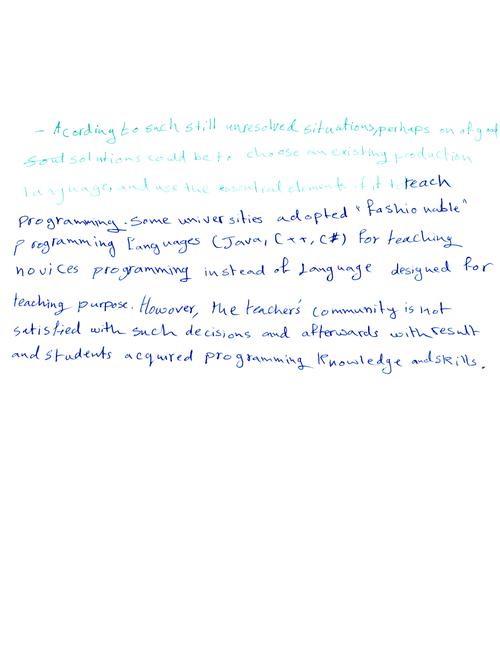 - Acording to such still unresolved situations, perhaps on of good
solutions could be to choose an existing production
Language, and use the essential elements of it to teach
Programming. Some universities adopted "fashionable"
Programming Languages (Java, C++, C#) For teaching
novices programming instead of Language designed for
teaching purpose. However, the teachers' community is not
satisfied with such decisions and afterwards with result
and students acquired programming knowledge and skills.